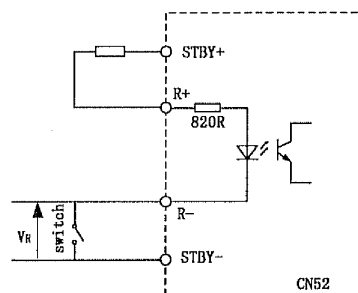 STBY+
R+
820R
R-
VR
switch
STBY-
CN52